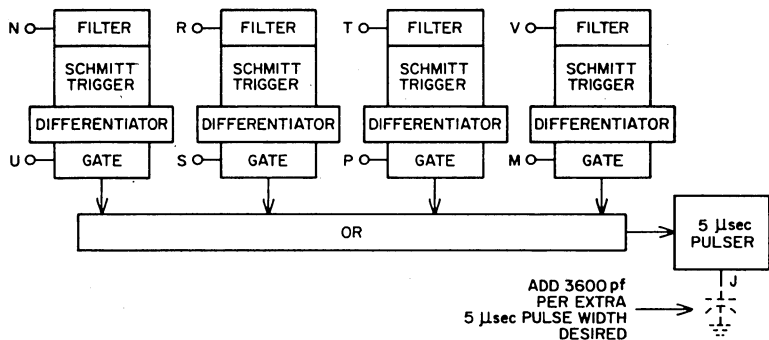 N FILTER R FILTER T FILTER V FILTER
SCHMITT TRIGGER SCHMITT TRIGGER SCHMITT TRIGGER SCHMITT TRIGGER
DIFFERENTIATOR DIFFERENTIATOR DIFFERENTIATOR DIFFERENTIATOR
U GATE S GATE P GATE M GATE
OR
5 μsec
PULSER
J
ADD 3600 pf
PER EXTRA
5 μsec PULSE WIDTH
DESIRED